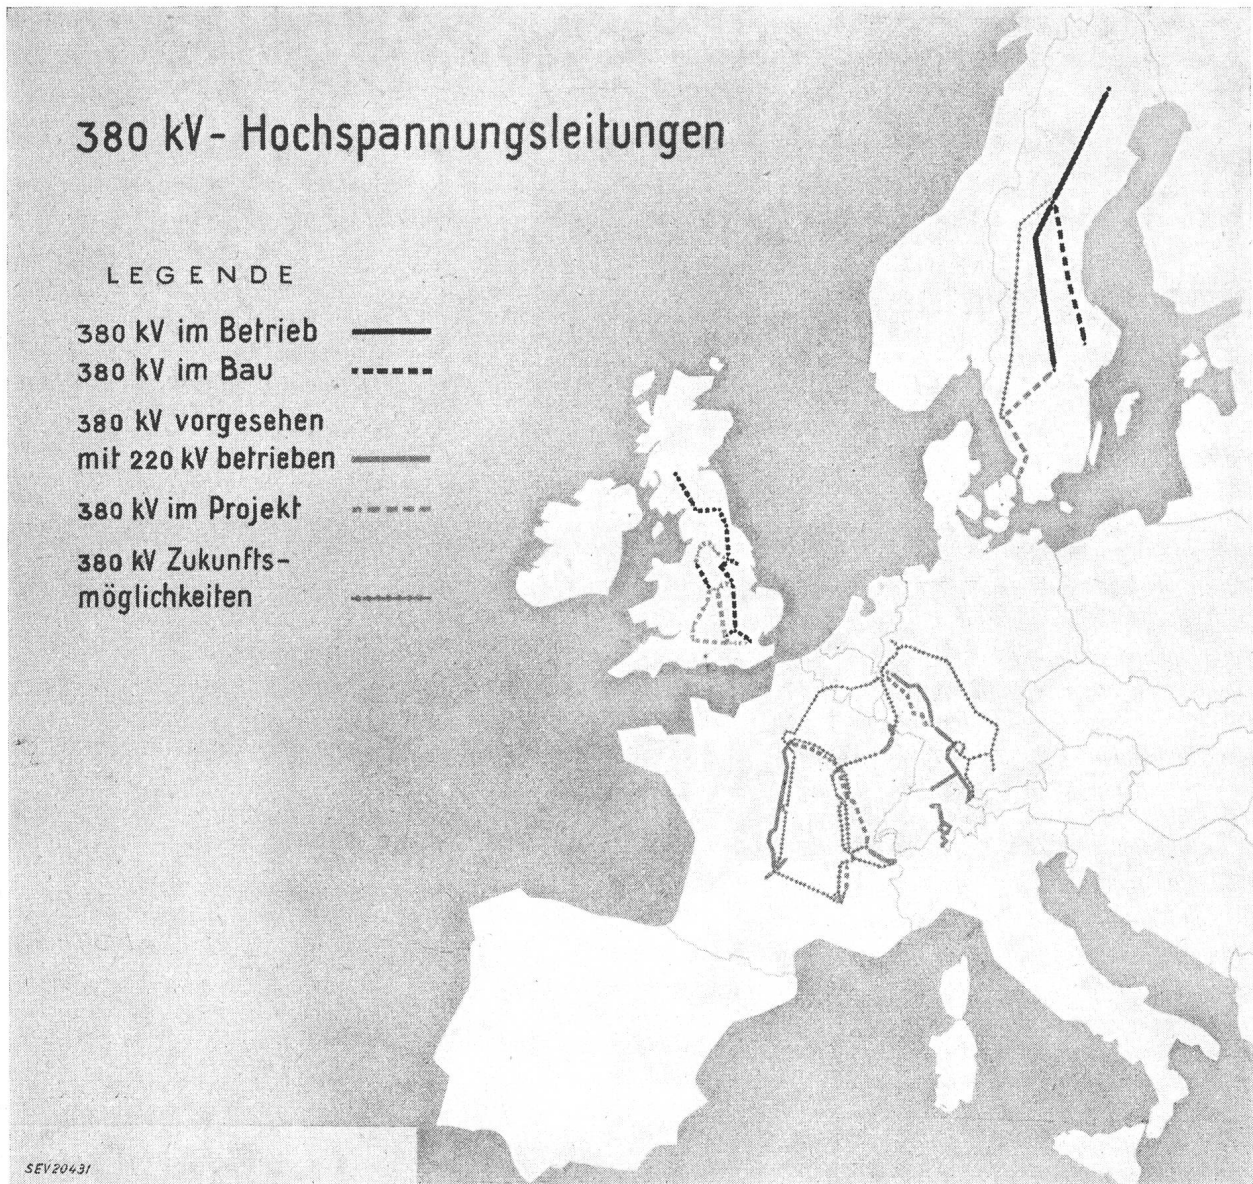 380 kV - Hochspannungsleitungen
LEGENDE
380 kV im Betrieb
380 kV im Bau
380 kV vorgesehen
mit 220 kV betrieben
380 kV im Projekt
380 kV Zukunfts-
möglichkeiten
SEV20431